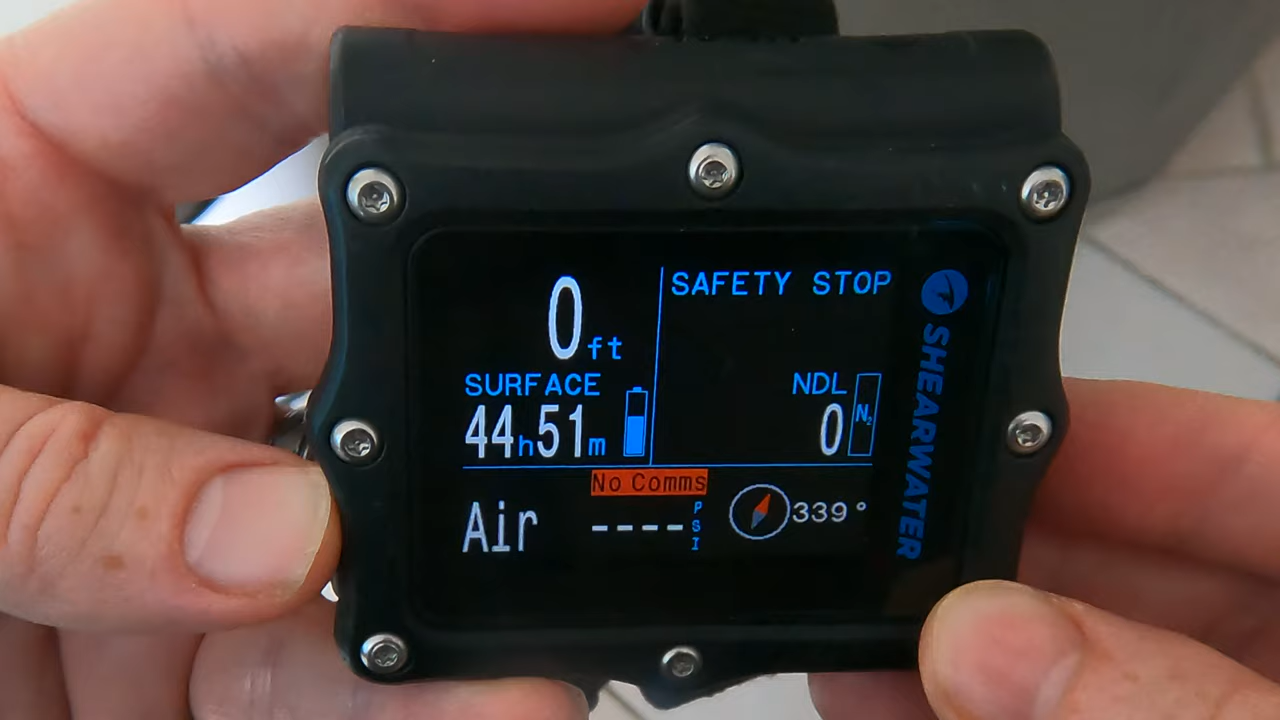 0ft
SURFACE
44h51m
SAFETY STOP
NDL
0
N2
No Comms
Air
---- PSI
339°
SHEARWATER